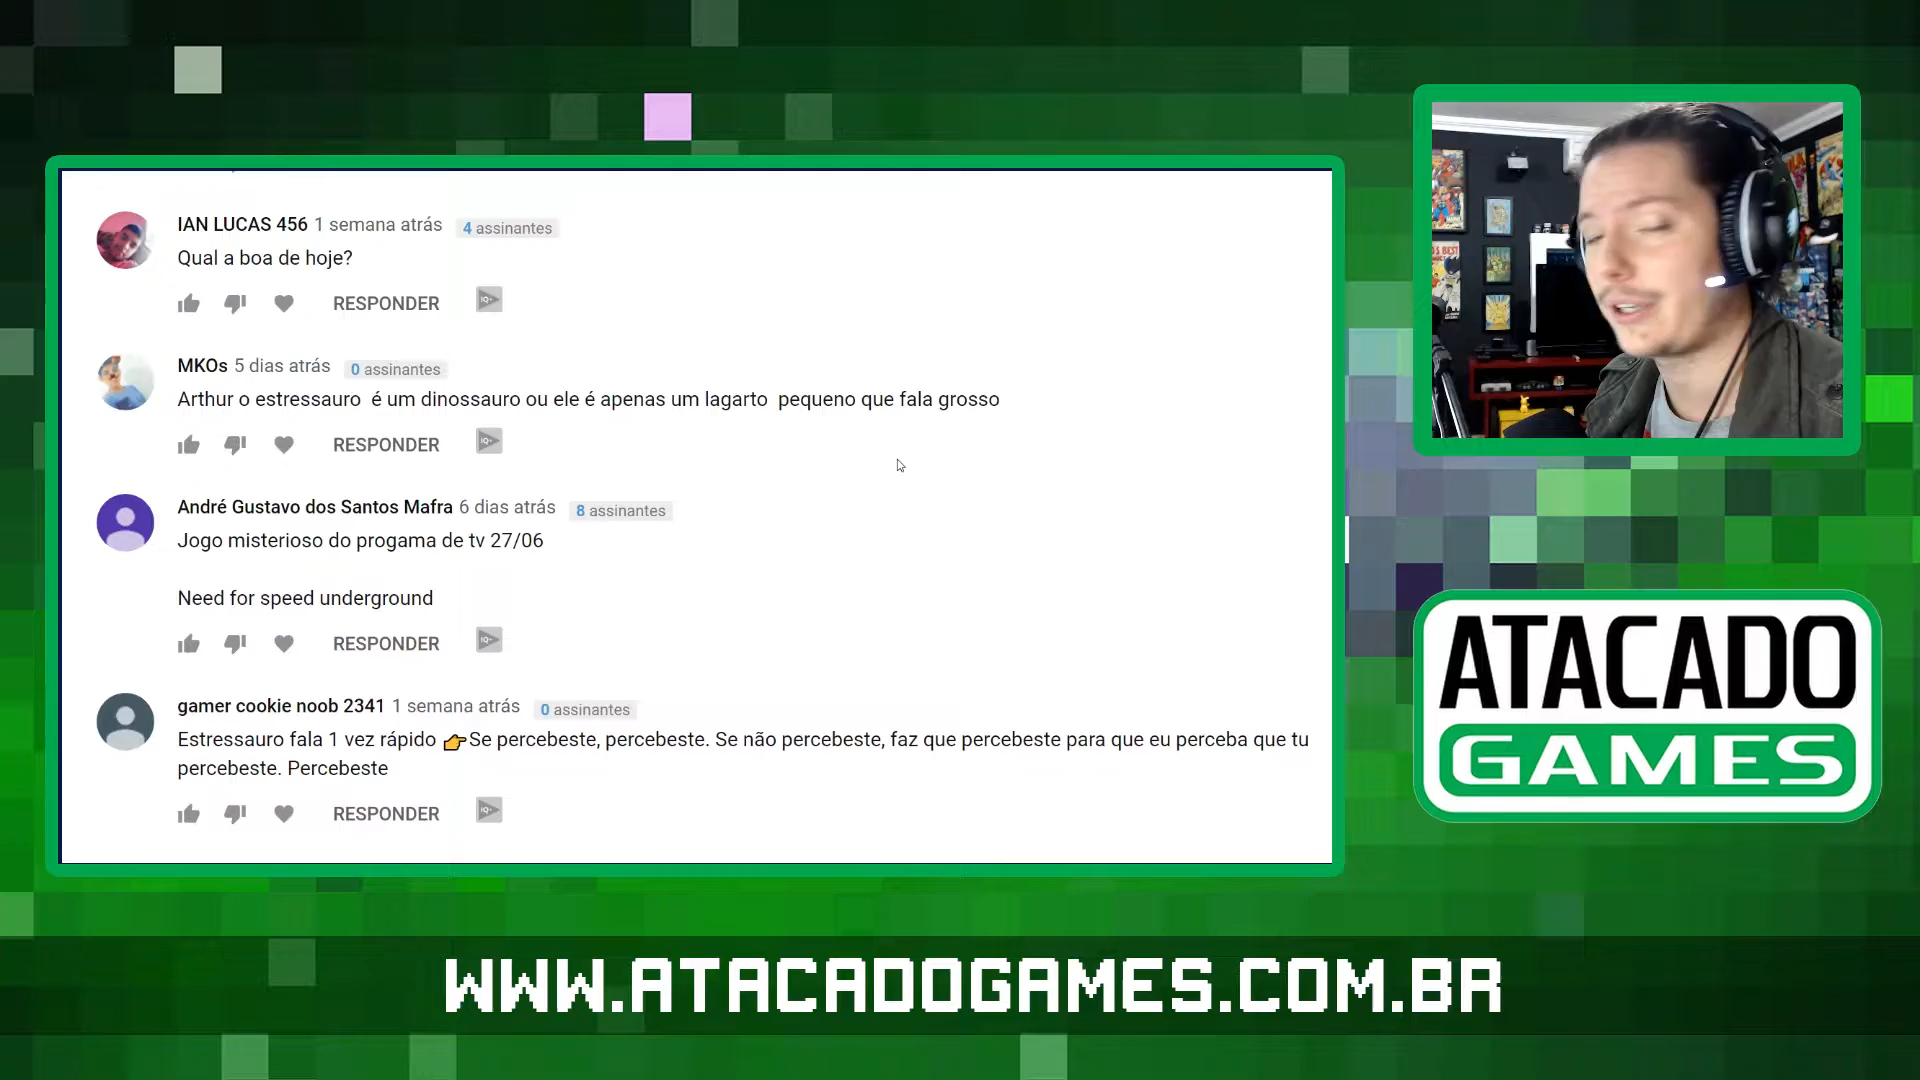 IAN LUCAS 456 1 semana atrás 4 assinantes
Qual a boa de hoje?
RESPONDER
MKOs 5 dias atrás 0 assinantes
Arthur o estressauro é um dinossauro ou ele é apenas um lagarto pequeno que fala grosso
RESPONDER
André Gustavo dos Santos Mafra 6 dias atrás 8 assinantes
Jogo misterioso do progama de tv 27/06
Need for speed underground
RESPONDER
gamer cookie noob 2341 1 semana atrás 0 assinantes
Estressauro fala 1 vez rápido 👉Se percebeste, percebeste. Se não percebeste, faz que percebeste para que eu perceba que tu
percebeste. Percebeste
RESPONDER
ATACADO
GAMES
WWW.ATACADOGAMES.COM.BR